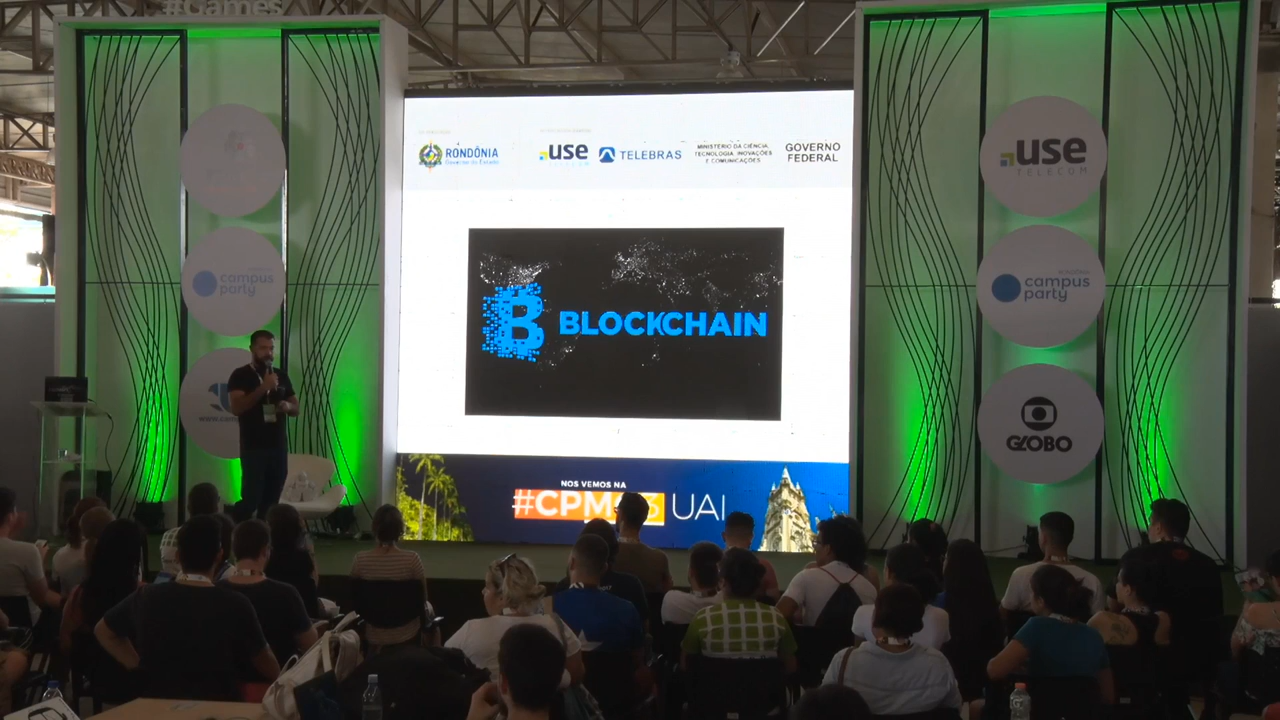 #Games
RONDÔNIA
Governo do Estado
use
TELEBRAS
MINISTÉRIO DA CIÊNCIA,
TECNOLOGIA, INOVAÇÕES
E COMUNICAÇÕES
GOVERNO
FEDERAL
B BLOCKCHAIN
NOS VEMOS NA
#CPMG3 UAI
campus
party
use
TELECOM
campus
party
GLOBO